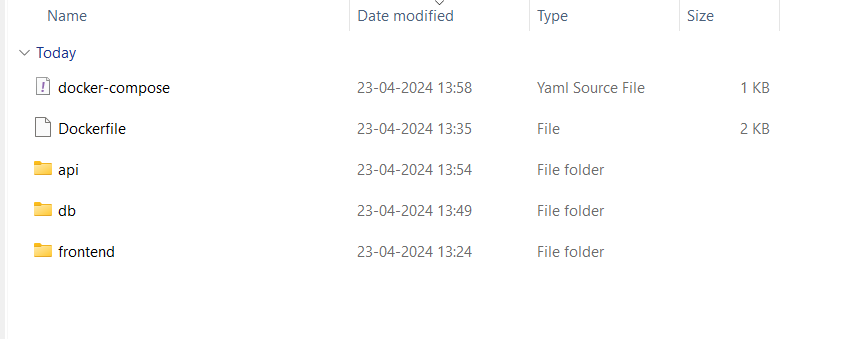 Name Date modified Type Size
Today
docker-compose 23-04-2024 13:58 Yaml Source File 1 KB
Dockerfile 23-04-2024 13:35 File 2 KB
api 23-04-2024 13:54 File folder
db 23-04-2024 13:49 File folder
frontend 23-04-2024 13:24 File folder